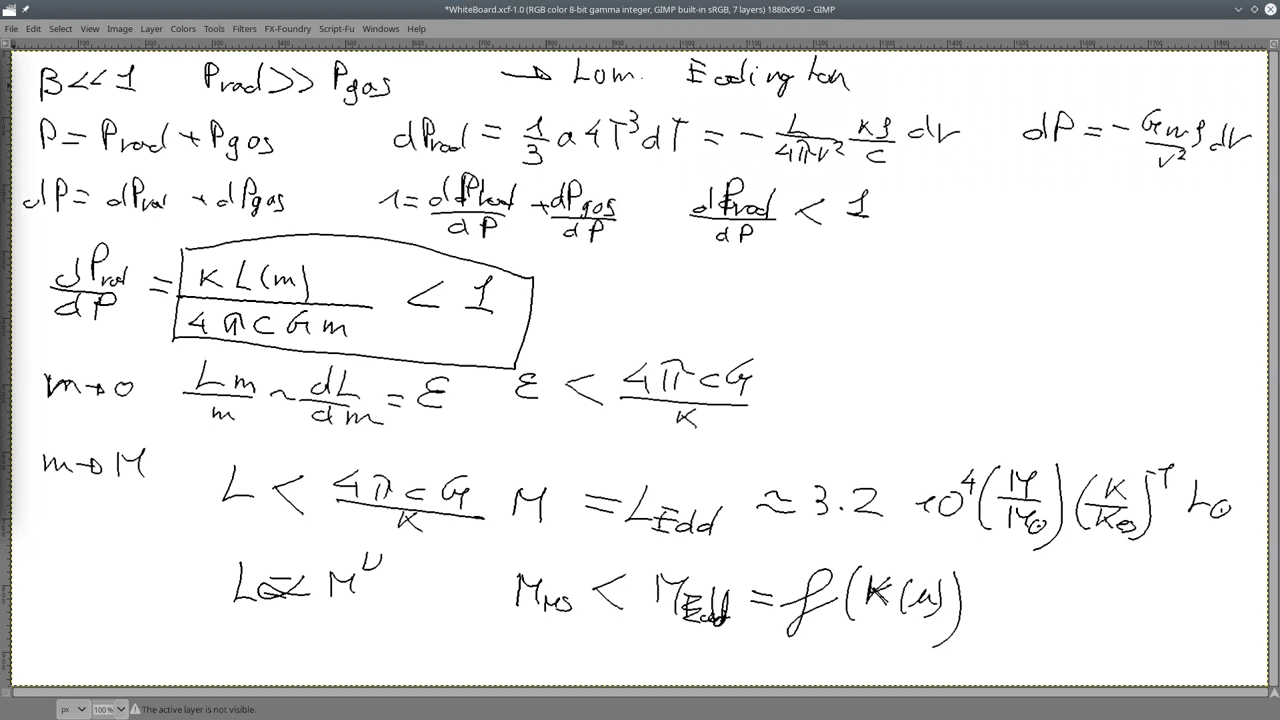 *WhiteBoard.xcf-1.0 (RGB color 8-bit gamma integer, GIMP built-in sRGB, 7 layers) 1880x950 – GIMP
File Edit Select View Image Layer Colors Tools Filters FX-Foundry Script-Fu Windows Help
β << 1 Prad >> Pgas → Lum. Eddington
P = Prad + Pgas dPrad = 1/3 a 4T³dT = - L/4πr² κρ/c dr dP = - Gmρ/r² dr
dP = dPrad + dPgas 1 = dPrad/dP + dPgas/dP dPrad/dP < 1
dPrad/dP = κ L(m)/4πcGm < 1
m→0 Lm/m ~ dL/dm = ε ε < 4πcG/κ
m→M L < 4πcG/κ M = LEdd ≈ 3.2 10⁴ (M/M⊙) (κ/κes)⁻¹ L⊙
L ∝ M^ν MMS < MEdd = f(κ(μ))
px 100 % The active layer is not visible.